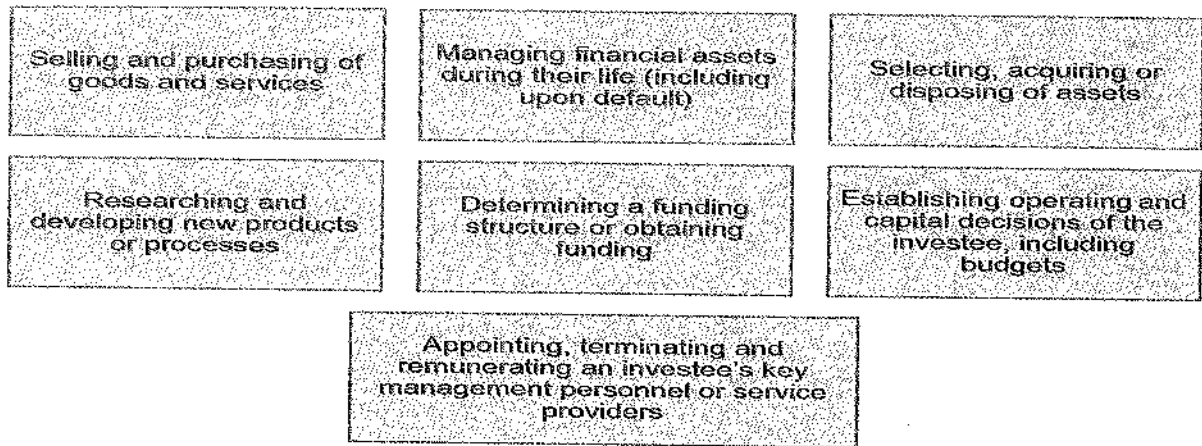 Selling and purchasing of
goods and services
Managing financial assets
during their life (including
upon default)
Selecting, acquiring or
disposing of assets
Researching and
developing new products
or processes
Determining a funding
structure or obtaining
funding
Establishing operating and
capital decisions of the
investee, including
budgets
Appointing, terminating and
remunerating an investee's key
management personnel or service
providers